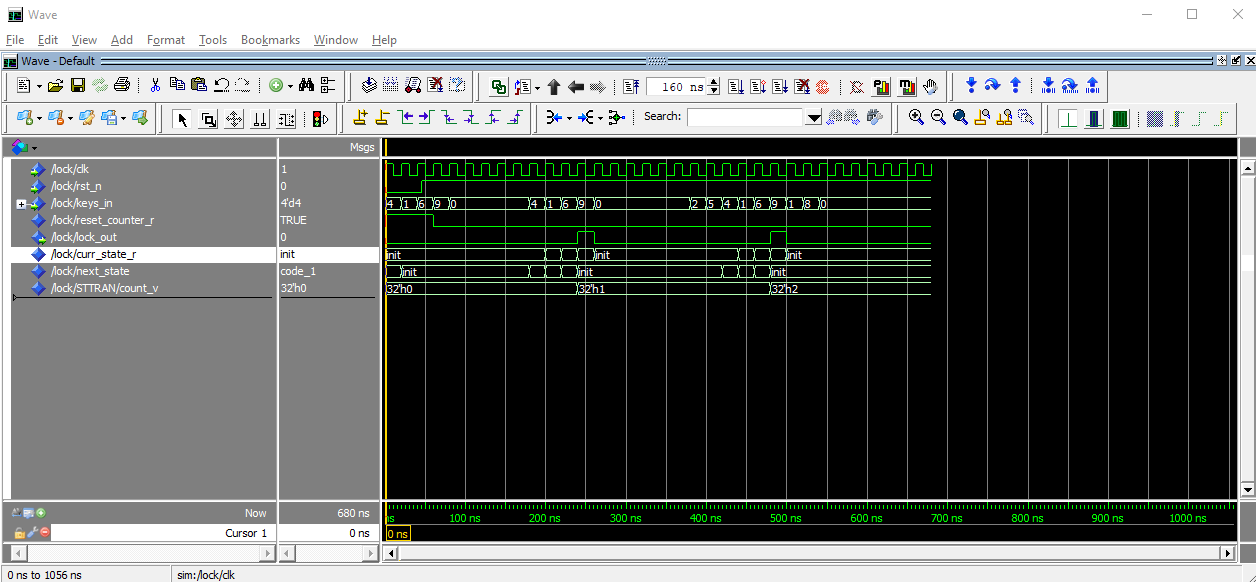 Wave
File Edit View Add Format Tools Bookmarks Window Help
Wave - Default
160 ns
Search:
Msgs
/lock/clk 1
/lock/rst_n 0
/lock/keys_in 4'd4 4 1 6 9 0 4 1 6 9 0 2 5 4 1 6 9 1 8 0
/lock/reset_counter_r TRUE
/lock/lock_out 0
/lock/curr_state_r init init init init
/lock/next_state code_1 init init init
/lock/STTRAN/count_v 32'h0 32'h0 32'h1 32'h2
Now 680 ns ns 100 ns 200 ns 300 ns 400 ns 500 ns 600 ns 700 ns 800 ns 900 ns 1000 ns
Cursor 1 0 ns 0 ns
0 ns to 1056 ns sim:/lock/clk